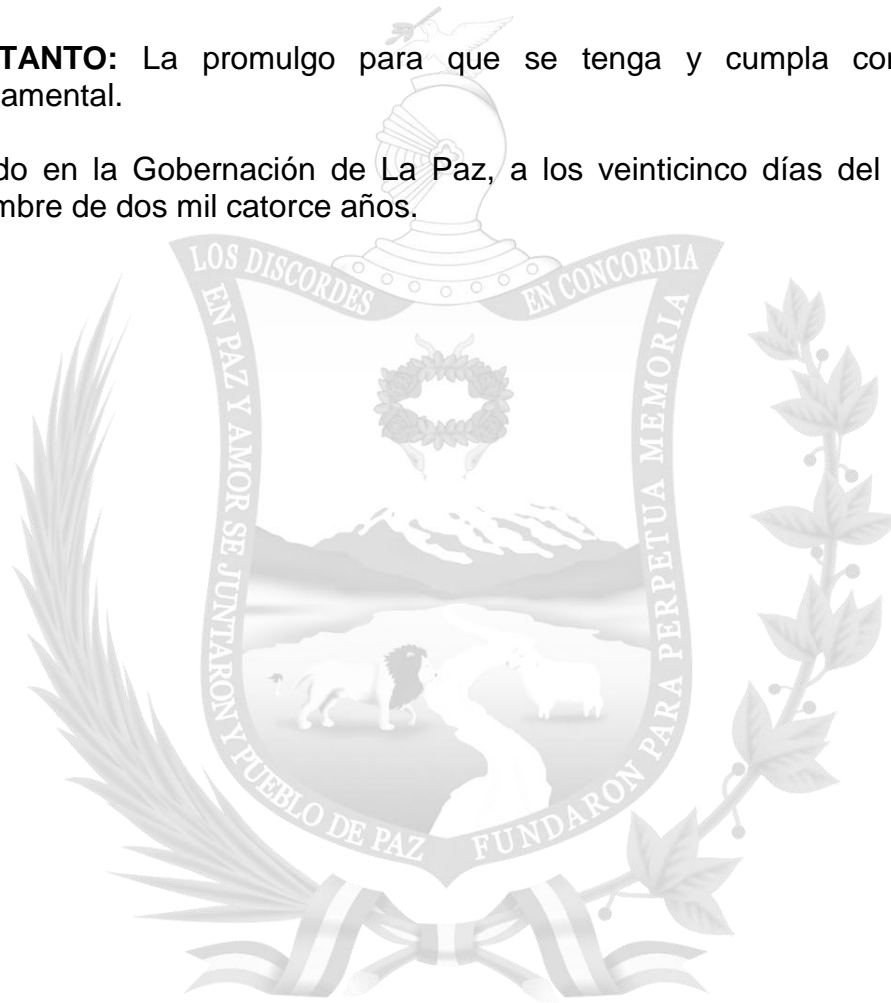 TANTO: La promulgo para que se tenga y cumpla cor
amental.
do en la Gobernación de La Paz, a los veinticinco días del
mbre de dos mil catorce años.
LOS DISCORDES EN CONCORDIA
EN PAZ Y AMOR SE JUNTARON Y PUEBLO DE PAZ FUNDARON PARA PERPETUA MEMORIA